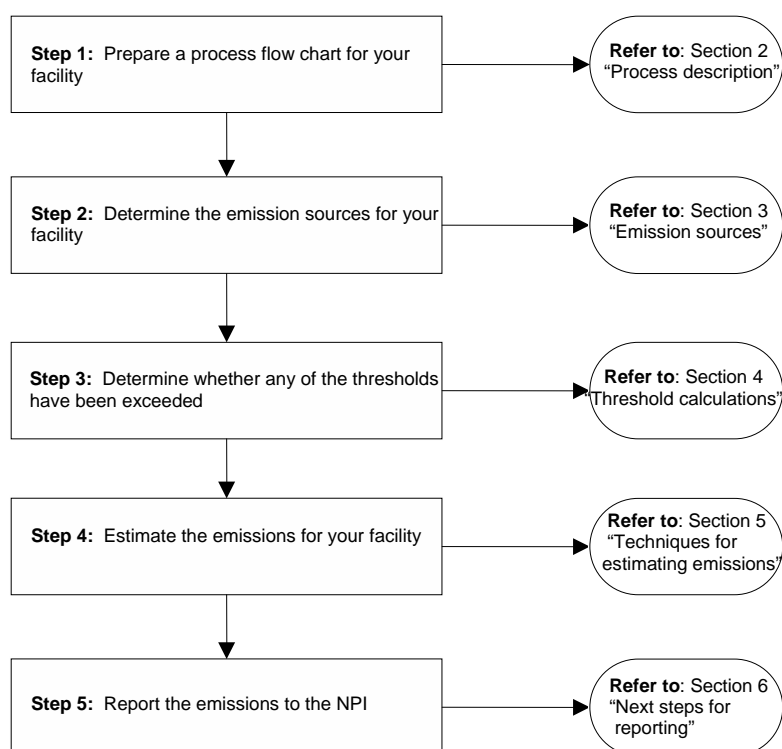 Step 1: Prepare a process flow chart for your
facility
Refer to: Section 2
“Process description”
Step 2: Determine the emission sources for your
facility
Refer to: Section 3
“Emission sources”
Step 3: Determine whether any of the thresholds
have been exceeded
Refer to: Section 4
“Threshold calculations”
Step 4: Estimate the emissions for your facility
Refer to: Section 5
“Techniques for
estimating emissions”
Step 5: Report the emissions to the NPI
Refer to: Section 6
“Next steps for
reporting”